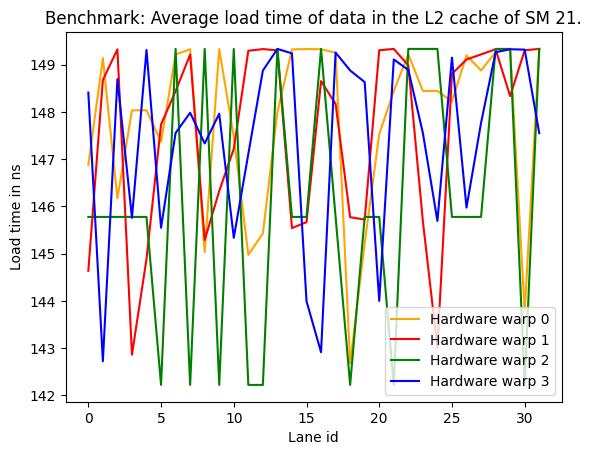 Benchmark: Average load time of data in the L2 cache of SM 21.
Load time in ns
149
148
147
146
145
144
143
142
Hardware warp 0
Hardware warp 1
Hardware warp 2
Hardware warp 3
0 5 10 15 20 25 30
Lane id